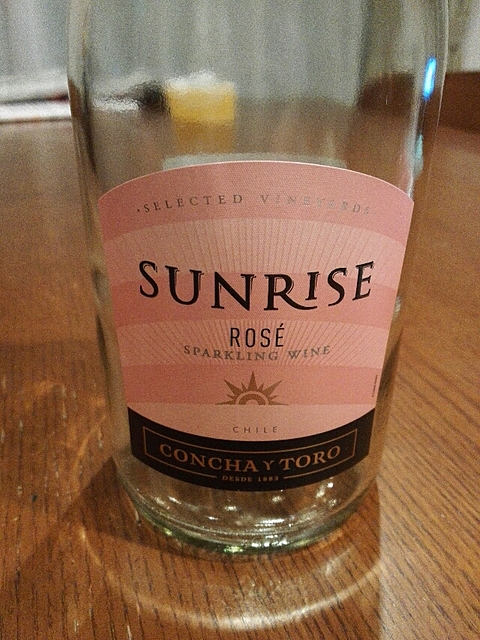 ·SELECTED VINEYARDS
SUNRISE
ROSÉ
SPARKLING WINE
CHILE
CONCHA Y TORO
DESDE 1883